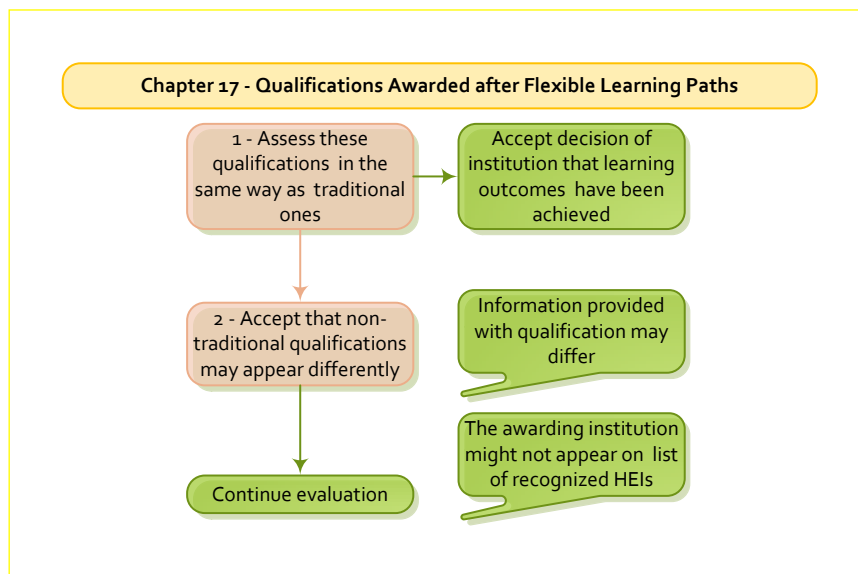 Chapter 17 - Qualifications Awarded after Flexible Learning Paths
1 - Assess these
qualifications in the
same way as traditional
ones
Accept decision of
institution that learning
outcomes have been
achieved
2 - Accept that non-
traditional qualifications
may appear differently
Information provided
with qualification may
differ
The awarding institution
might not appear on list
of recognized HEIs
Continue evaluation